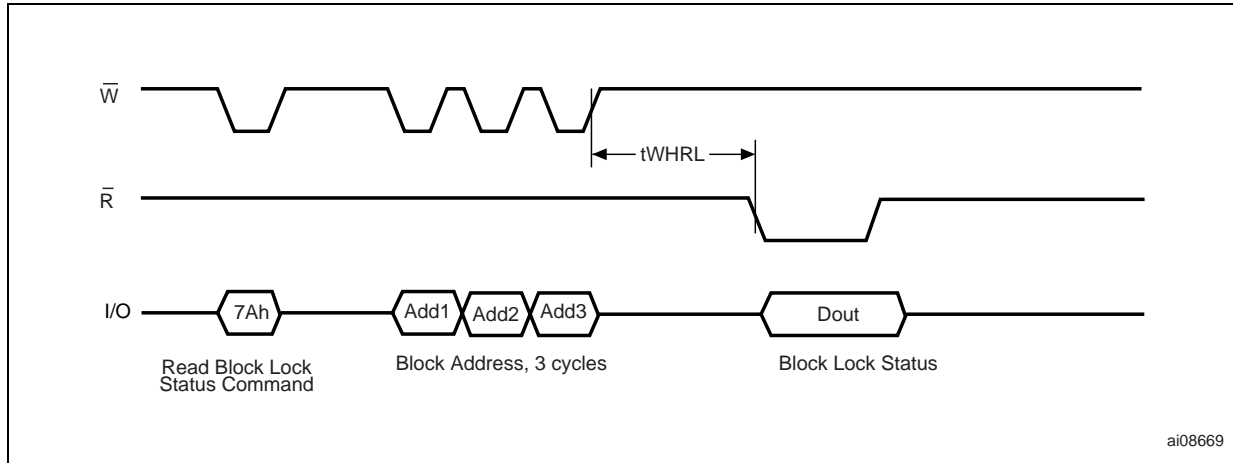 W̅
tWHRL
R̅
I/O
7Ah
Add1
Add2
Add3
Dout
Read Block Lock
Status Command
Block Address, 3 cycles
Block Lock Status
ai08669